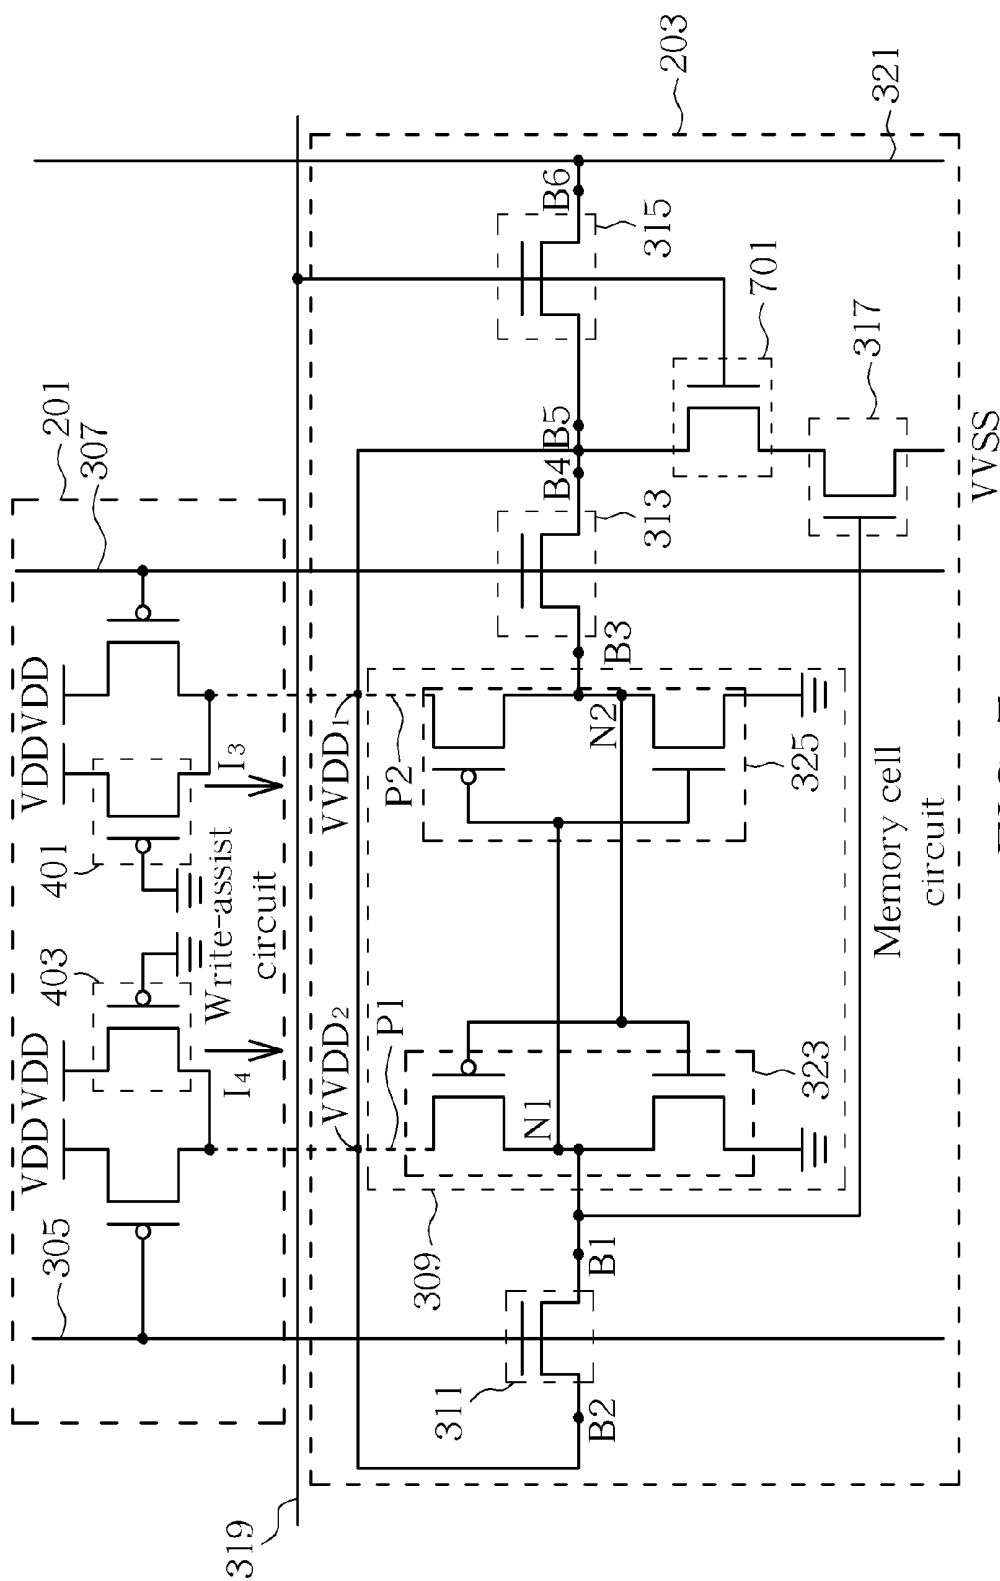 201
305
VDD
VDD
403
401
VDD
VDD
307
Write-assist
circuit
I4
I3
319
VVDD2
VVDD1
P1
P2
309
311
N1
N2
B2
B1
B3
B4
B5
B6
313
315
203
701
323
325
317
Memory cell
circuit
321
VVSS